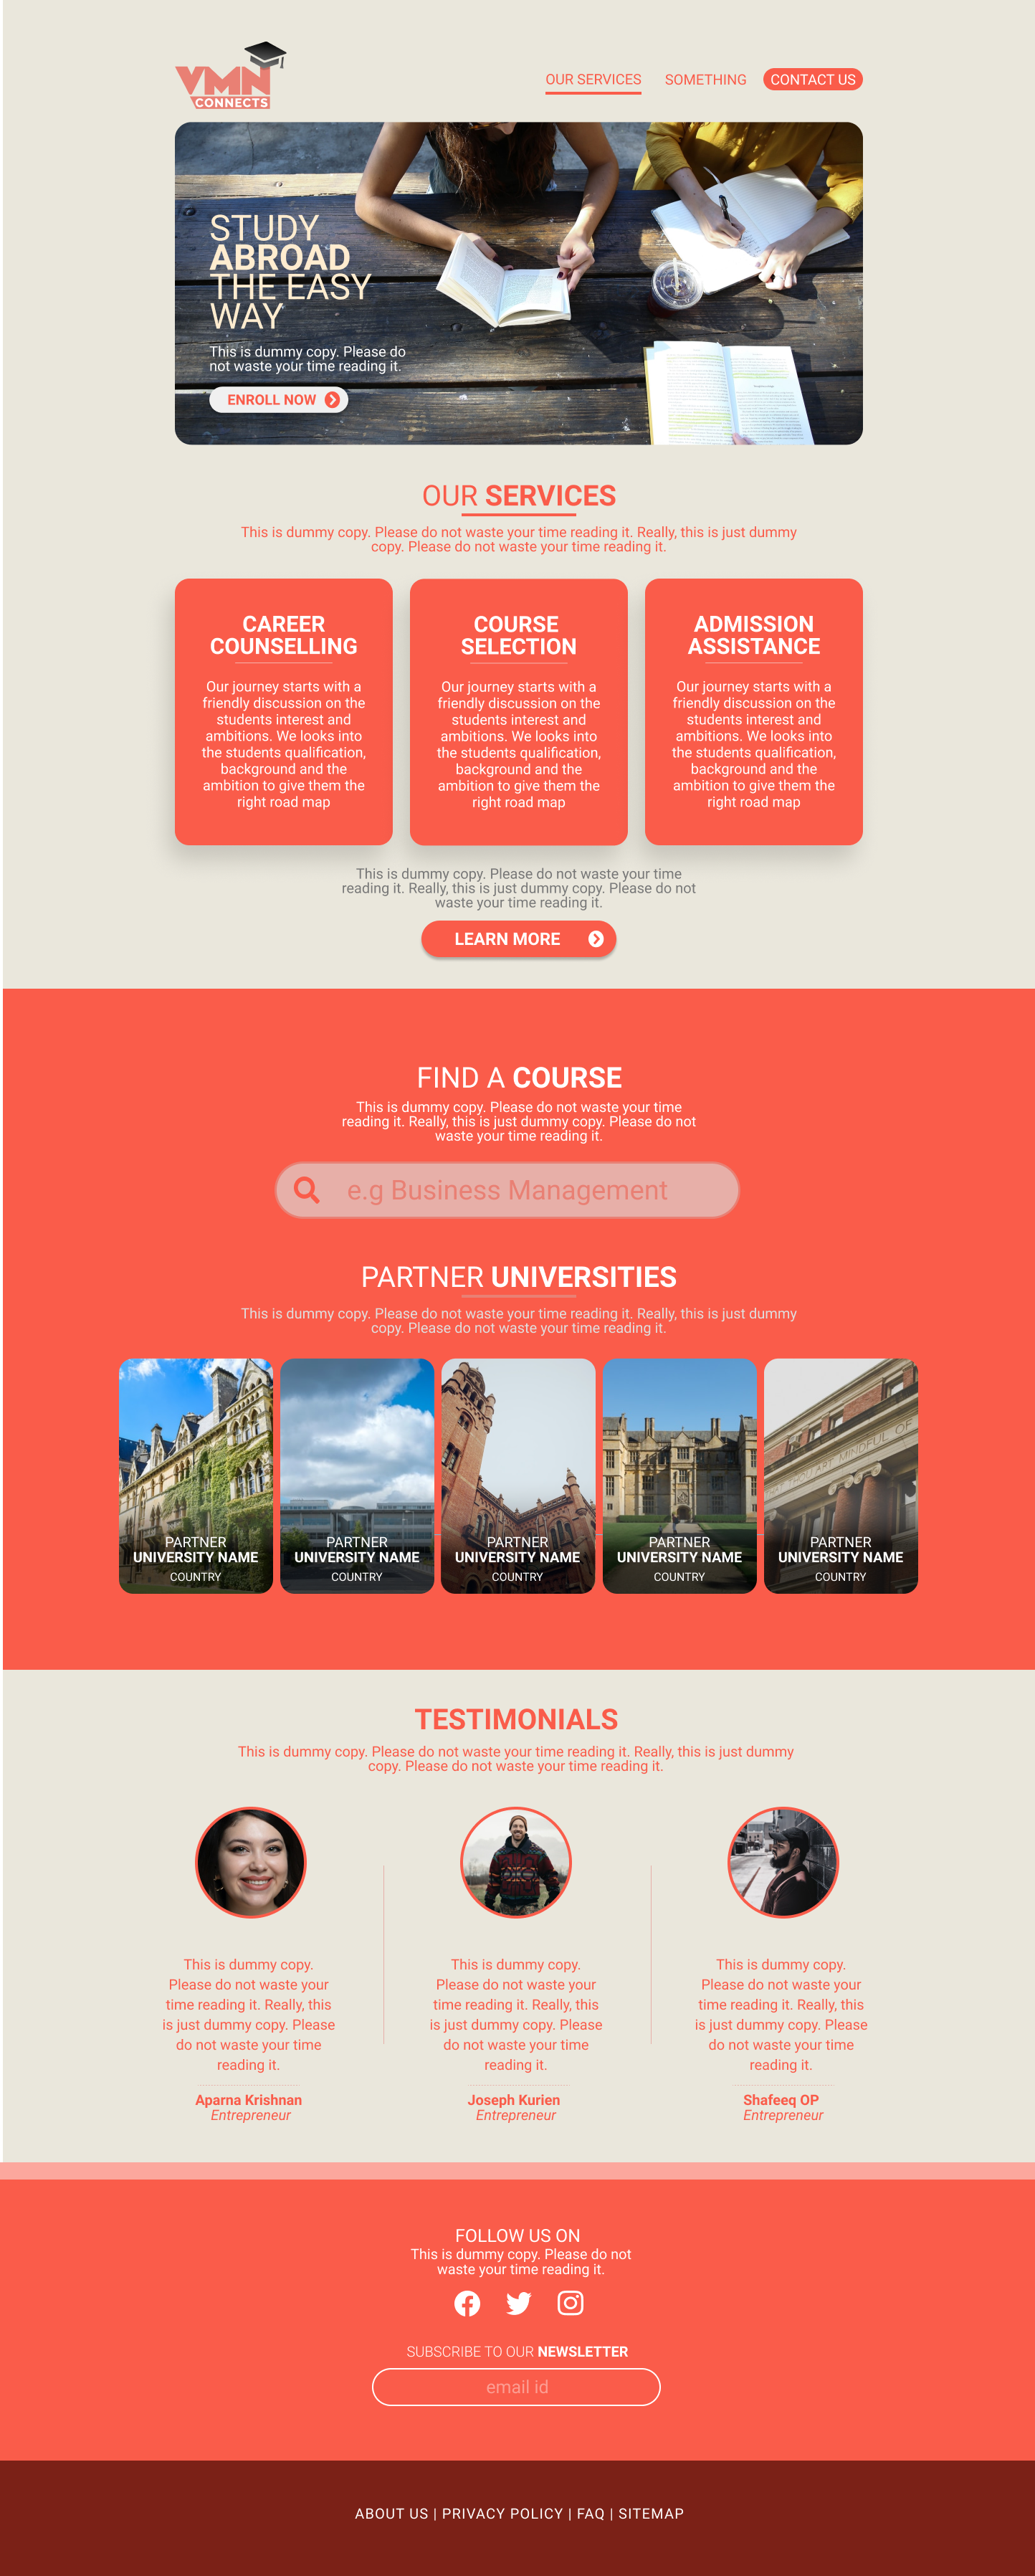 VMN
CONNECTS
OUR SERVICES
SOMETHING
CONTACT US
STUDY
ABROAD
THE EASY
WAY
This is dummy copy. Please do
not waste your time reading it.
ENROLL NOW
OUR SERVICES
This is dummy copy. Please do not waste your time reading it. Really, this is just dummy
copy. Please do not waste your time reading it.
CAREER
COUNSELLING
Our journey starts with a
friendly discussion on the
students interest and
ambitions. We looks into
the students qualification,
background and the
ambition to give them the
right road map
COURSE
SELECTION
Our journey starts with a
friendly discussion on the
students interest and
ambitions. We looks into
the students qualification,
background and the
ambition to give them the
right road map
ADMISSION
ASSISTANCE
Our journey starts with a
friendly discussion on the
students interest and
ambitions. We looks into
the students qualification,
background and the
ambition to give them the
right road map
This is dummy copy. Please do not waste your time
reading it. Really, this is just dummy copy. Please do not
waste your time reading it.
LEARN MORE
FIND A COURSE
This is dummy copy. Please do not waste your time
reading it. Really, this is just dummy copy. Please do not
waste your time reading it.
e.g Business Management
PARTNER UNIVERSITIES
This is dummy copy. Please do not waste your time reading it. Really, this is just dummy
copy. Please do not waste your time reading it.
PARTNER
UNIVERSITY NAME
COUNTRY
PARTNER
UNIVERSITY NAME
COUNTRY
PARTNER
UNIVERSITY NAME
COUNTRY
PARTNER
UNIVERSITY NAME
COUNTRY
MINDFUL OF
PARTNER
UNIVERSITY NAME
COUNTRY
TESTIMONIALS
This is dummy copy. Please do not waste your time reading it. Really, this is just dummy
copy. Please do not waste your time reading it.
This is dummy copy.
Please do not waste your
time reading it. Really, this
is just dummy copy. Please
do not waste your time
reading it.
Aparna Krishnan
Entrepreneur
This is dummy copy.
Please do not waste your
time reading it. Really, this
is just dummy copy. Please
do not waste your time
reading it.
Joseph Kurien
Entrepreneur
This is dummy copy.
Please do not waste your
time reading it. Really, this
is just dummy copy. Please
do not waste your time
reading it.
Shafeeq OP
Entrepreneur
FOLLOW US ON
This is dummy copy. Please do not
waste your time reading it.
SUBSCRIBE TO OUR NEWSLETTER
email id
ABOUT US | PRIVACY POLICY | FAQ | SITEMAP